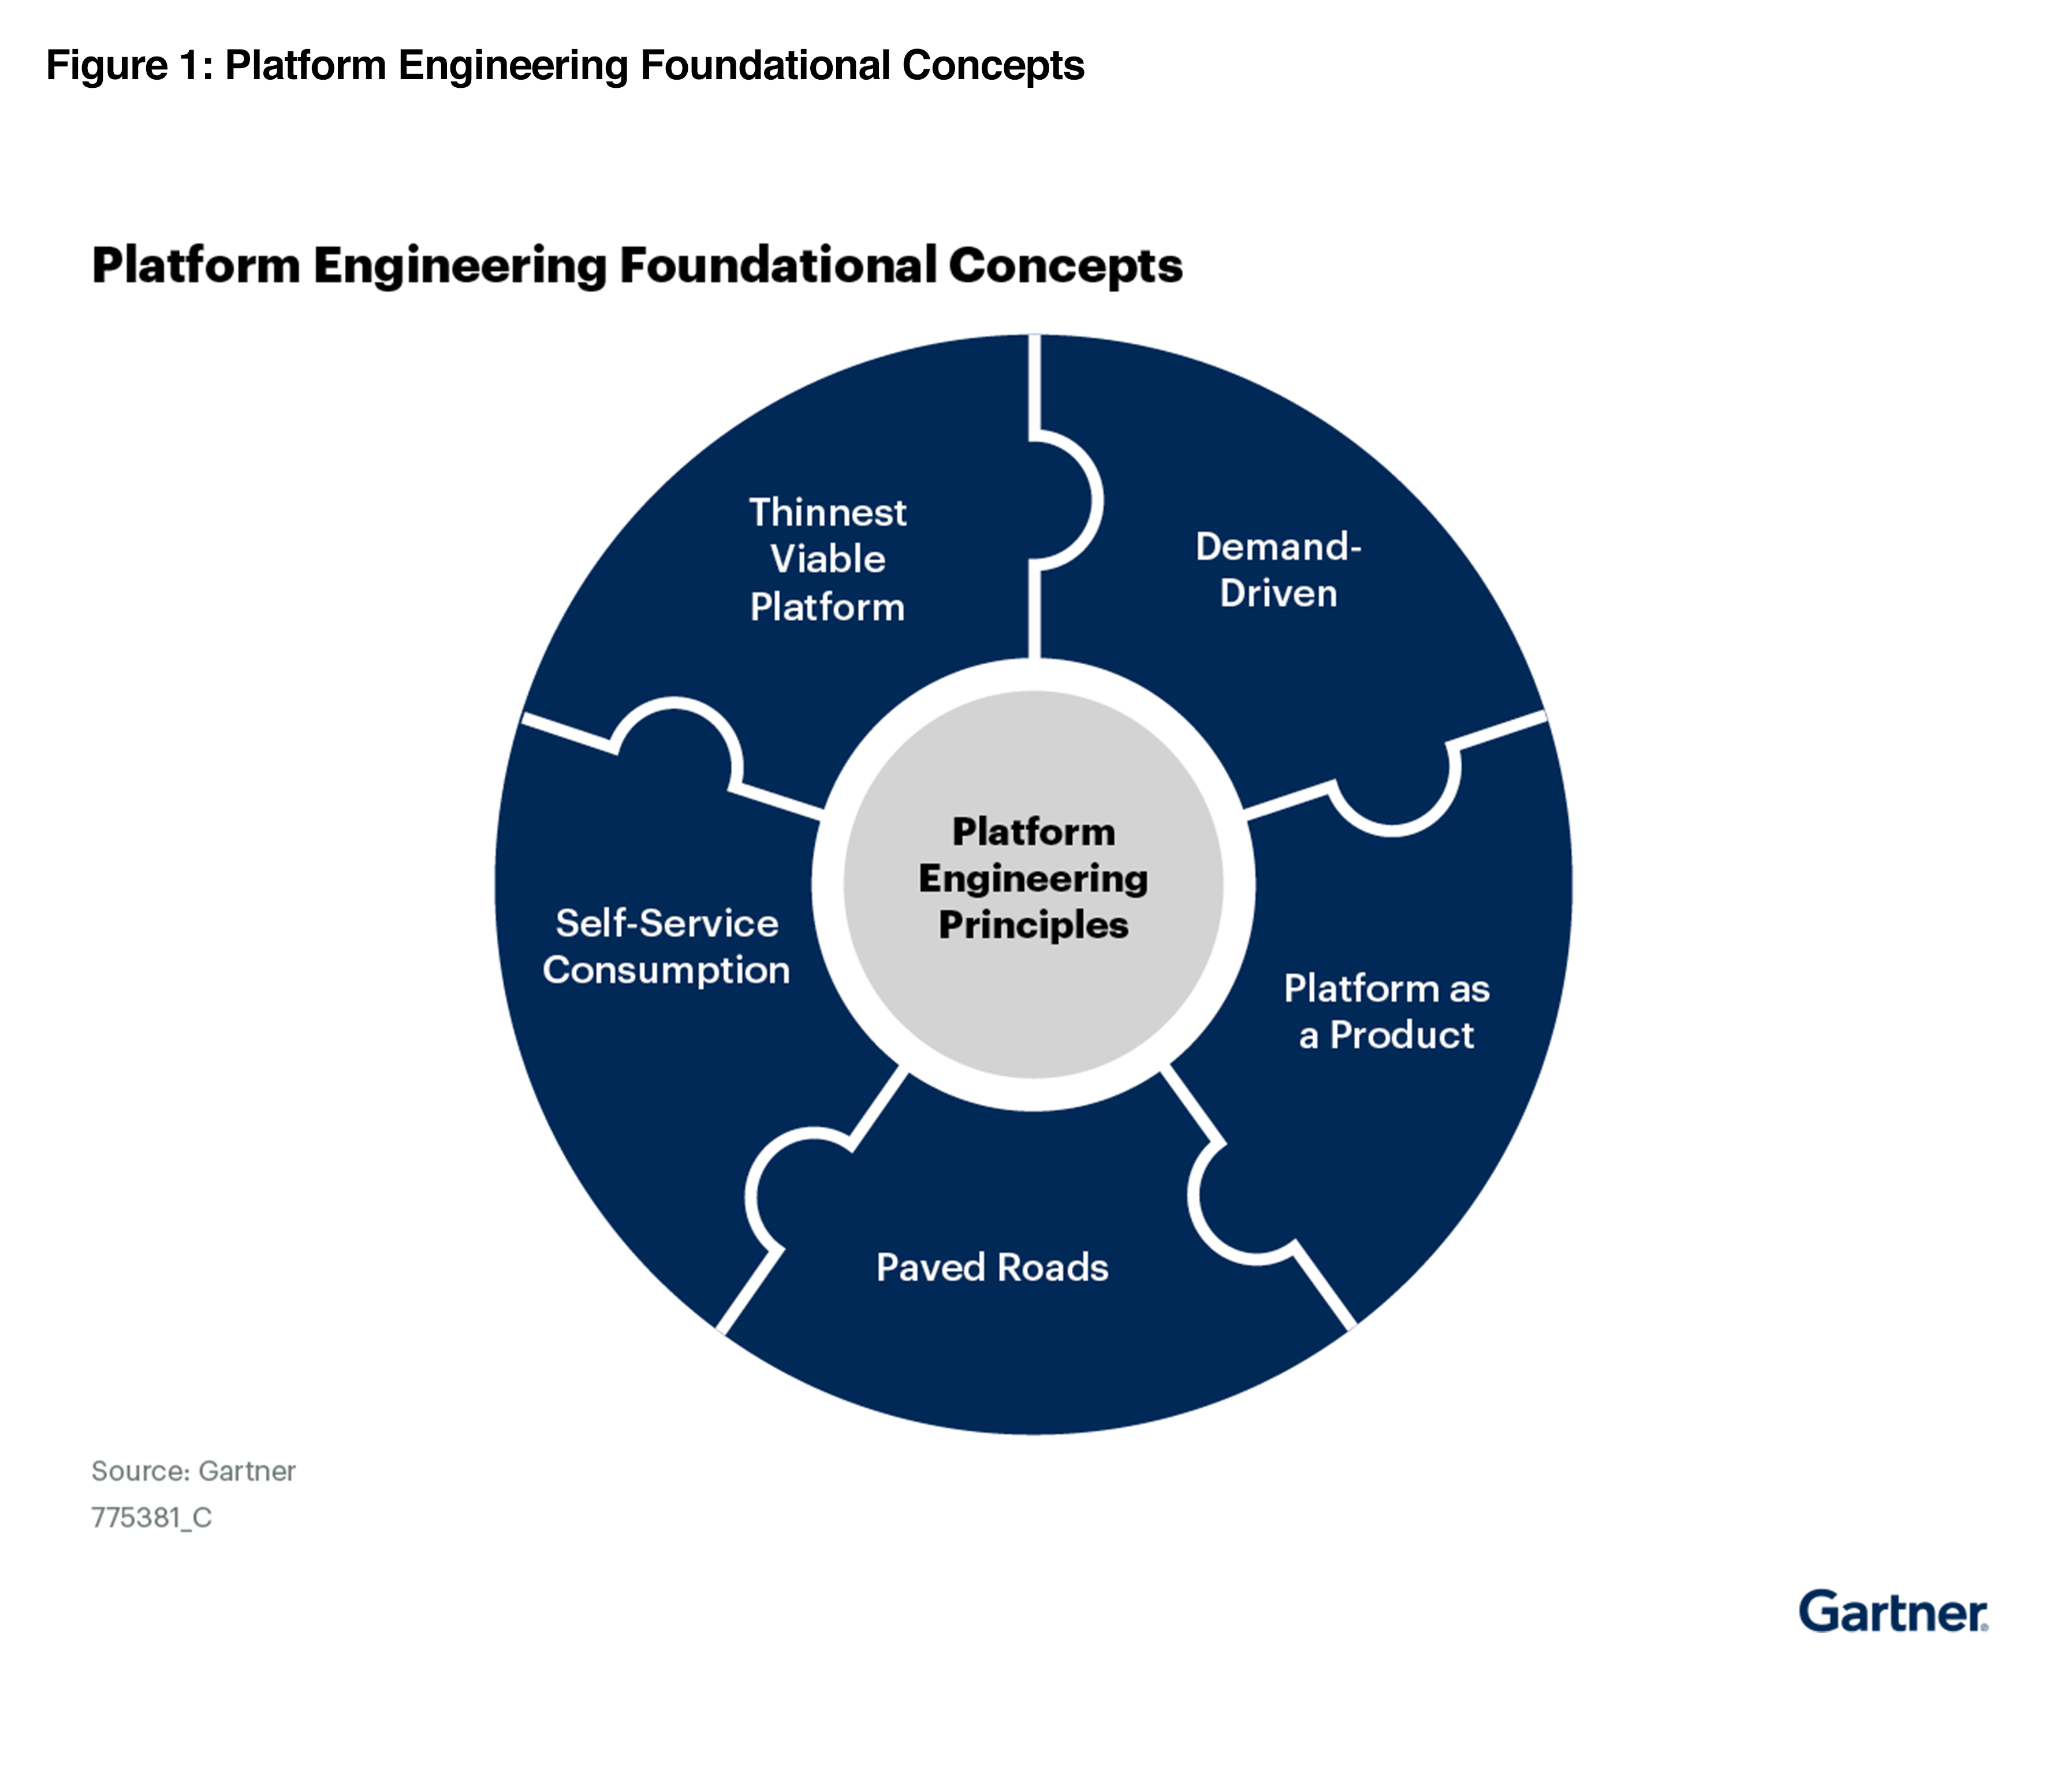 Figure 1: Platform Engineering Foundational Concepts
Platform Engineering Foundational Concepts
Thinnest
Viable
Platform
Demand-
Driven
Platform
Engineering
Principles
Self-Service
Consumption
Platform as
a Product
Paved Roads
Source: Gartner
775381_C
Gartner®